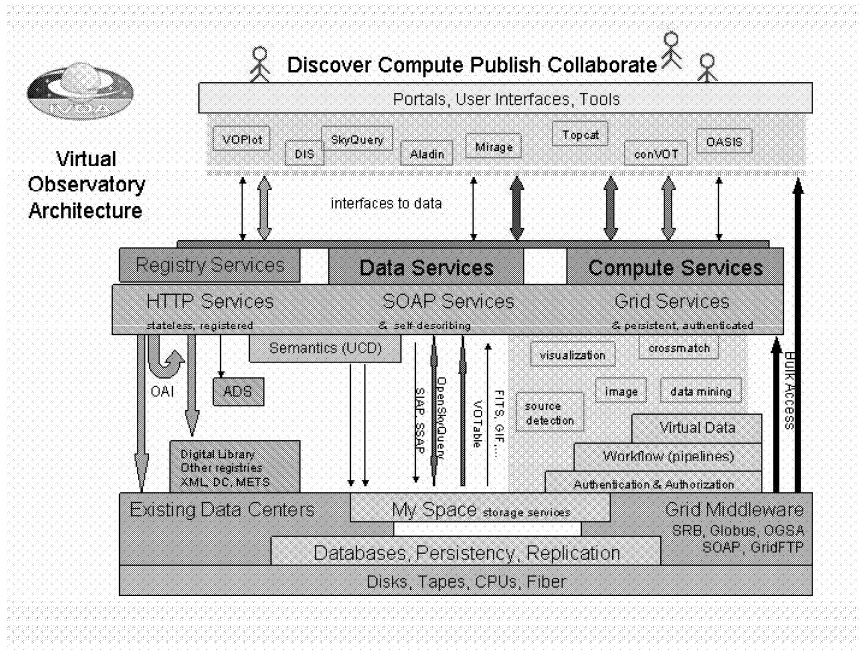 Discover Compute Publish Collaborate
IVOA
Portals, User Interfaces, Tools
VOPlot
DIS
SkyQuery
Aladin
Mirage
Topcat
conVOT
OASIS
Virtual
Observatory
Architecture
interfaces to data
Registry Services
Data Services
Compute Services
HTTP Services
stateless, registered
SOAP Services
& self-describing
Grid Services
& persistent, authenticated
Semantics (UCD)
OAI
ADS
SIAP, SSAP
OpenSkyQuery
VOTable
FITS, GIF,....
visualization
crossmatch
image
data mining
source
detection
Bulk Access
Virtual Data
Workflow (pipelines)
Authentication & Authorization
Digital Library
Other registries
XML, DC, METS
Existing Data Centers
My Space storage services
Grid Middleware
SRB, Globus, OGSA
SOAP, GridFTP
Databases, Persistency, Replication
Disks, Tapes, CPUs, Fiber